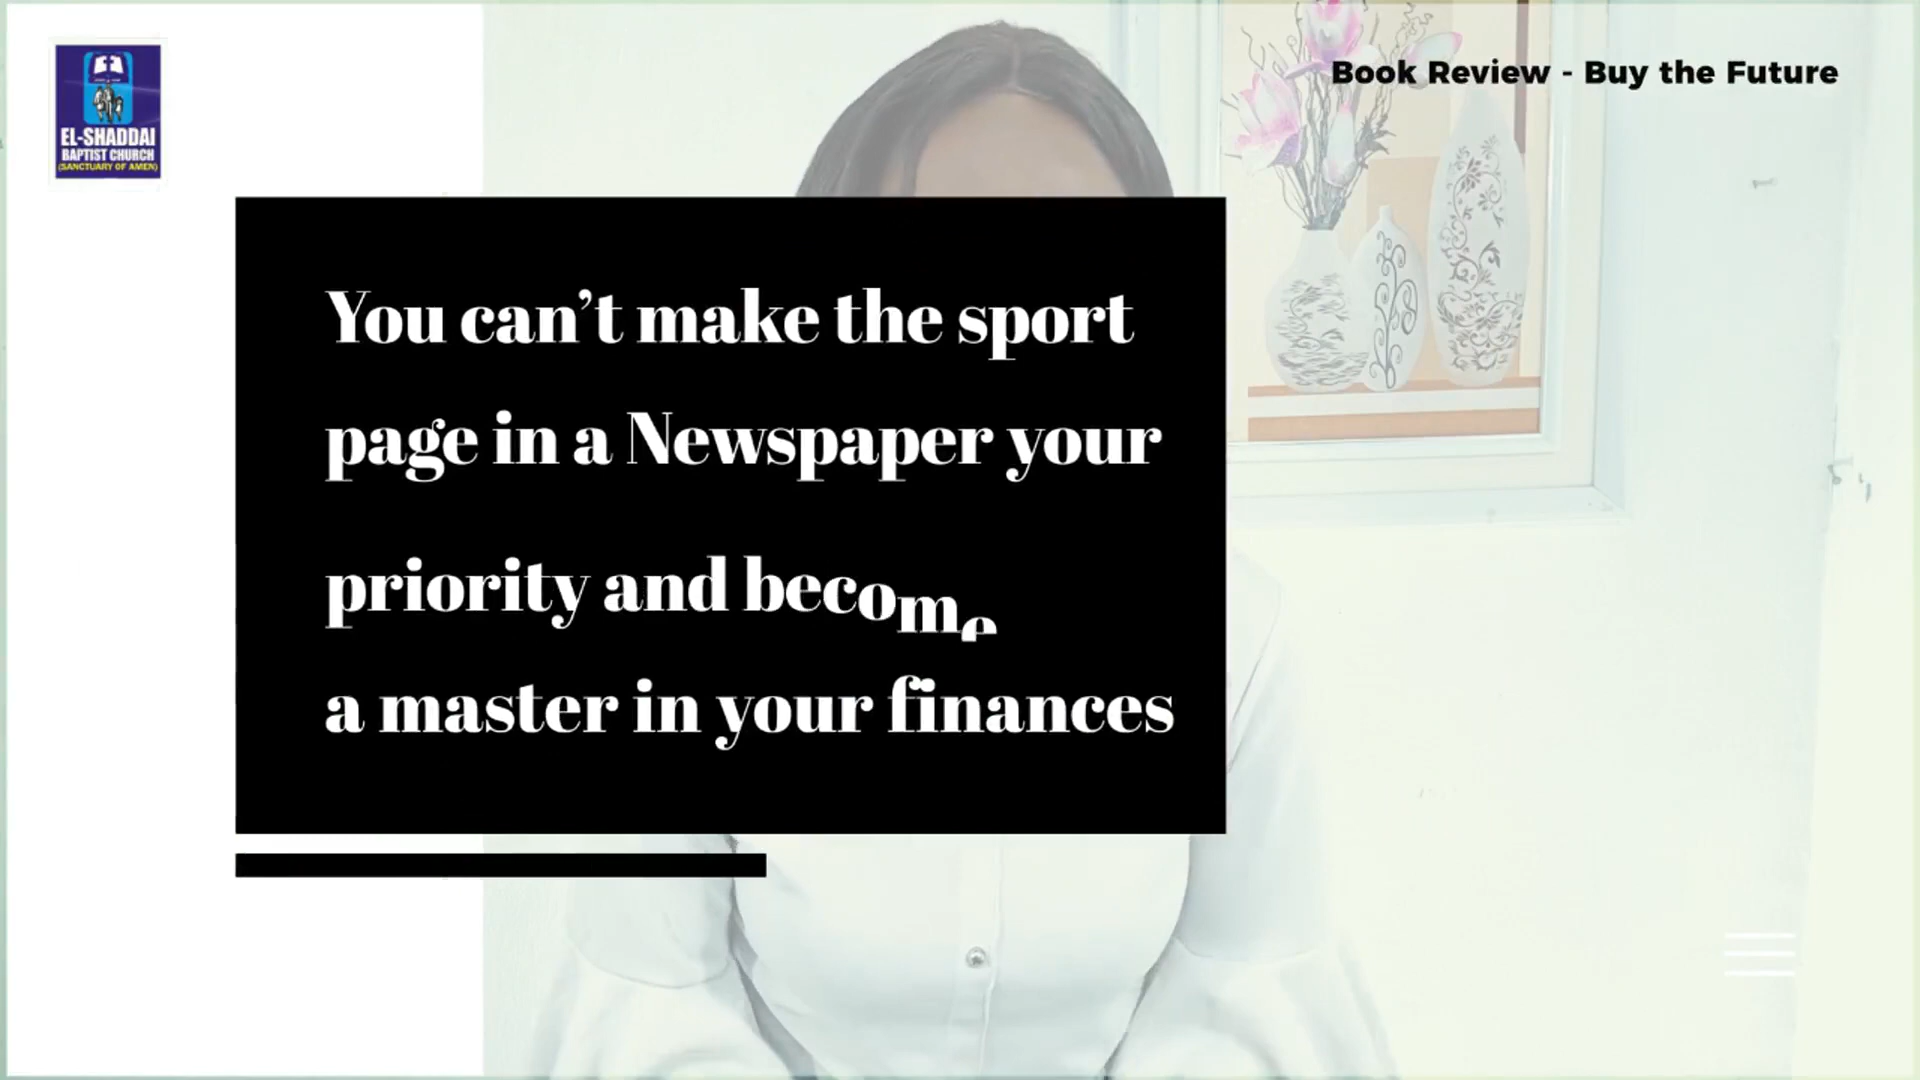 EL-SHADDAI
BAPTIST CHURCH
(SANCTUARY OF AMEN)
Book Review - Buy the Future
You can't make the sport
page in a Newspaper your
priority and become
a master in your finances